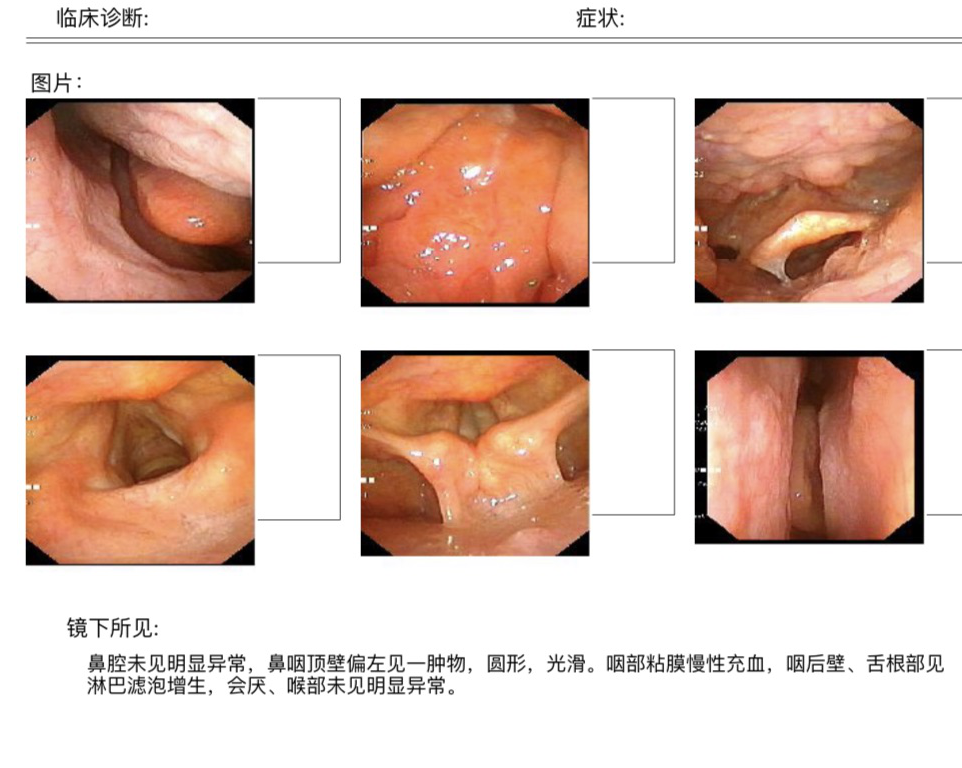 临床诊断:
症状:
图片:
镜下所见:
鼻腔未见明显异常，鼻咽顶壁偏左见一肿物，圆形，光滑。咽部粘膜慢性充血，咽后壁、舌根部见
淋巴滤泡增生，会厌、喉部未见明显异常。